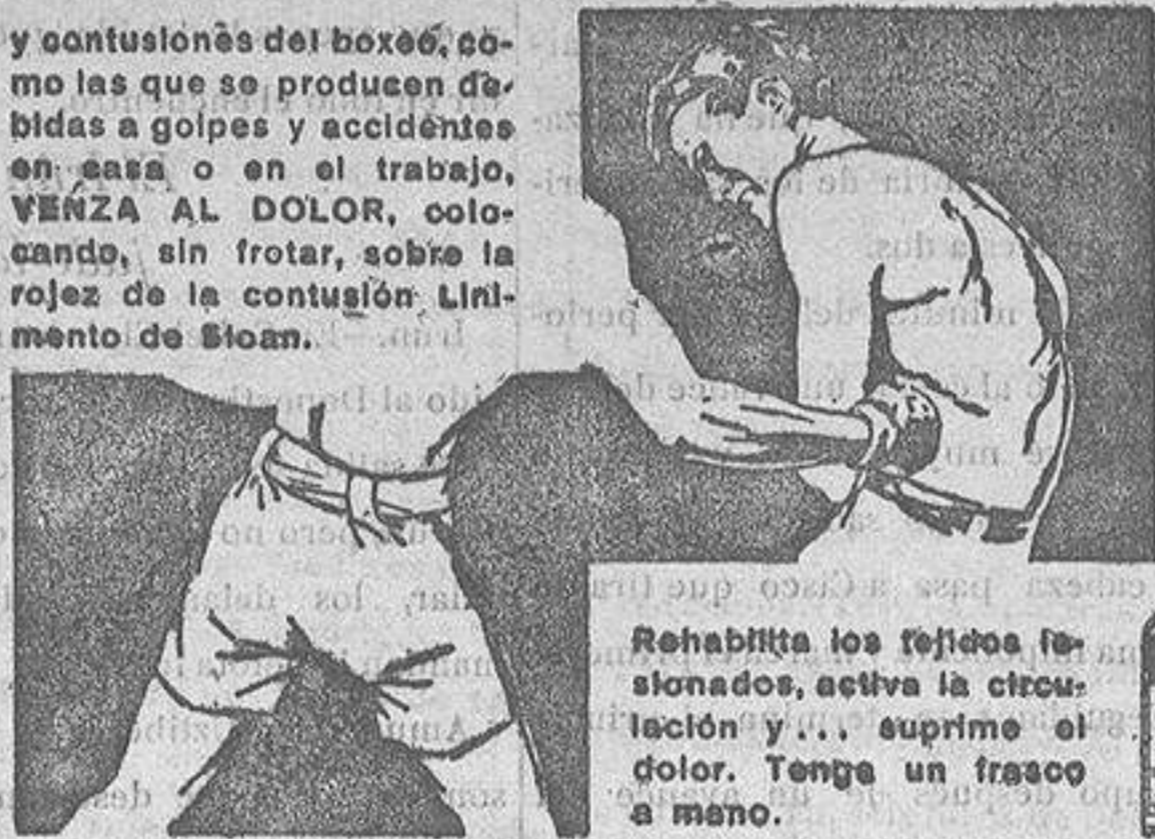 y contusiones del boxeo, co-
mo las que se producen de-
bidas a golpes y accidentes
en casa o en el trabajo,
VENZA AL DOLOR, colo-
cando, sin frotar, sobre la
rojez de la contusión Lini-
mento de Sloan.
Rehabilita los tejidos le-
sionados, activa la circu-
lación y... suprime el
dolor. Tenga un frasco
a mano.